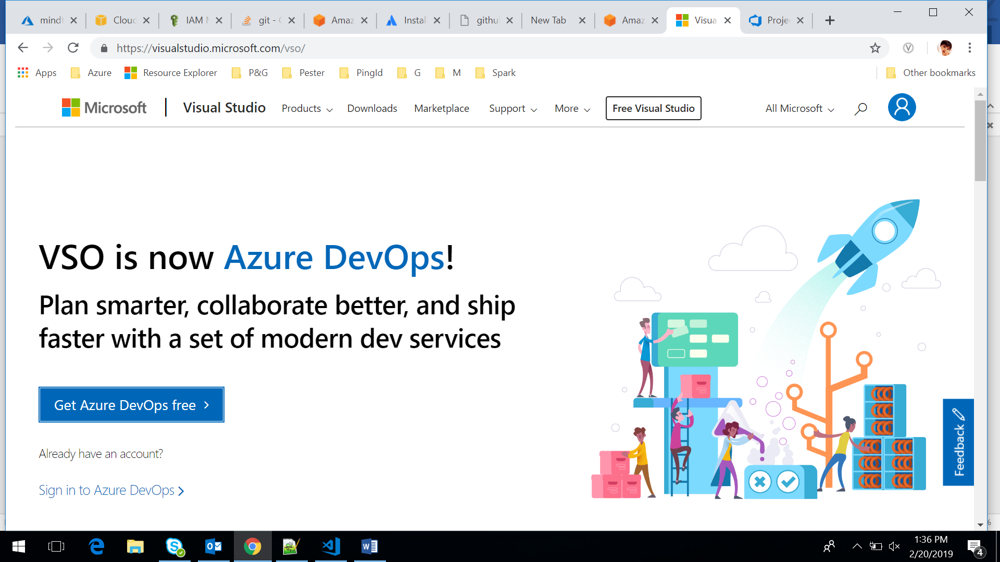 mindt
Clouc
IAM M
git - C
Amaz
Instal
githul
New Tab
Amaz
Visua
Projec
https://visualstudio.microsoft.com/vso/
Apps
Azure
Resource Explorer
P&G
Pester
PingId
G
M
Spark
Other bookmarks
Microsoft
Visual Studio
Products
Downloads
Marketplace
Support
More
Free Visual Studio
All Microsoft
VSO is now Azure DevOps!
Plan smarter, collaborate better, and ship
faster with a set of modern dev services
Get Azure DevOps free
Already have an account?
Sign in to Azure DevOps
Feedback
1:36 PM
2/20/2019
4